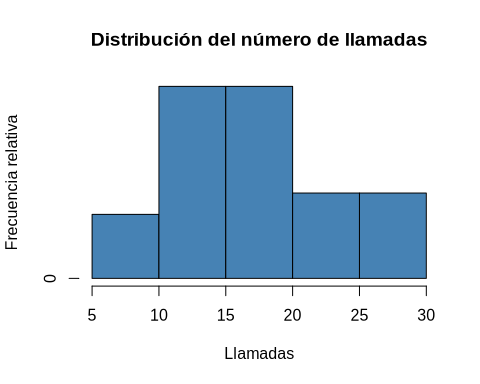 Distribución del número de llamadas
Frecuencia relativa
0
5 10 15 20 25 30
Llamadas